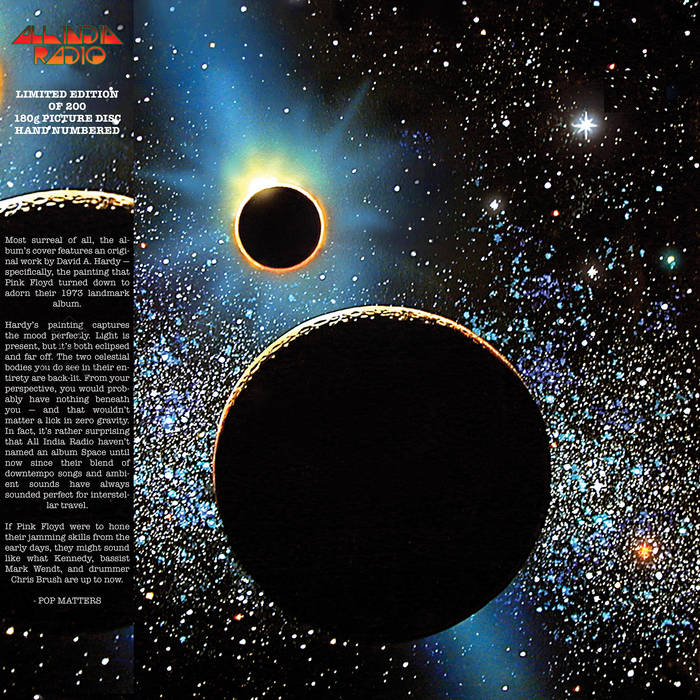 ALL INDIA
RADIO
LIMITED EDITION
OF 200
180g PICTURE DISC
HAND NUMBERED
Most surreal of all, the al-
bum's cover features an origi-
nal work by David A. Hardy –
specifically, the painting that
Pink Floyd turned down to
adorn their 1973 landmark
album.
Hardy's painting captures
the mood perfectly. Light is
present, but it's both eclipsed
and far off. The two celestial
bodies you do see in their en-
tirety are back-lit. From your
perspective, you would prob-
ably have nothing beneath
you — and that wouldn't
matter a lick in zero gravity.
In fact, it's rather surprising
that All India Radio haven't
named an album Space until
now since their blend of
downtempo songs and ambi-
ent sounds have always
sounded perfect for interstel-
lar travel.
If Pink Floyd were to hone
their jamming skills from the
early days, they might sound
like what Kennedy, bassist
Mark Wendt, and drummer
Chris Brush are up to now.
- POP MATTERS